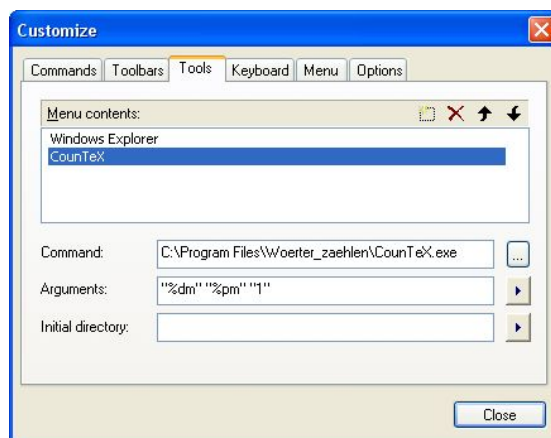 Customize
Commands Toolbars Tools Keyboard Menu Options
Menu contents:
Windows Explorer
CounTeX
Command: C:\Program Files\Woerter_zaehlen\CounTeX.exe ...
Arguments: "%dm" "%pm" "1"
Initial directory:
Close